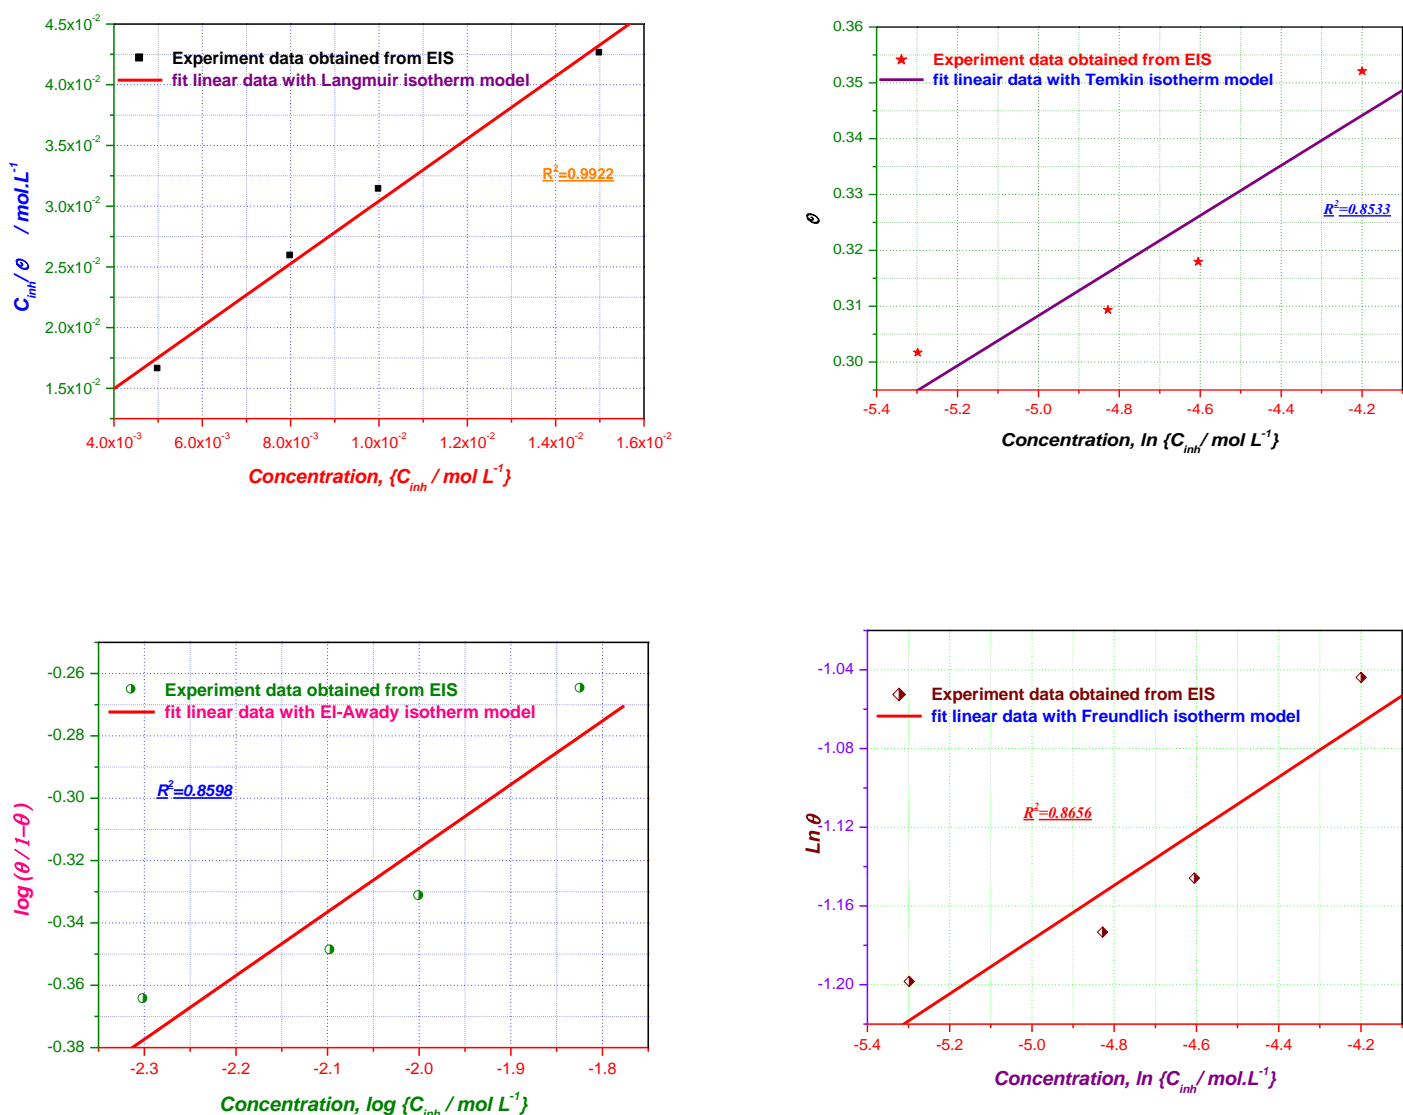 4.5x10⁻²
4.0x10⁻²
3.5x10⁻²
3.0x10⁻²
2.5x10⁻²
2.0x10⁻²
1.5x10⁻²
C_inh / Θ / mol.L⁻¹
Experiment data obtained from EIS
fit linear data with Langmuir isotherm model
R²=0.9922
4.0x10⁻³ 6.0x10⁻³ 8.0x10⁻³ 1.0x10⁻² 1.2x10⁻² 1.4x10⁻² 1.6x10⁻²
Concentration, {C_inh / mol L⁻¹}
0.36
0.35
0.34
0.33
0.32
0.31
0.30
Θ
Experiment data obtained from EIS
fit lineair data with Temkin isotherm model
R²=0.8533
-5.4 -5.2 -5.0 -4.8 -4.6 -4.4 -4.2
Concentration, ln {C_inh / mol L⁻¹}
-0.26
-0.28
-0.30
-0.32
-0.34
-0.36
-0.38
log (θ / 1–θ)
Experiment data obtained from EIS
fit linear data with El-Awady isotherm model
R²=0.8598
-2.3 -2.2 -2.1 -2.0 -1.9 -1.8
Concentration, log {C_inh / mol L⁻¹}
-1.04
-1.08
-1.12
-1.16
-1.20
Ln θ
Experiment data obtained from EIS
fit linear data with Freundlich isotherm model
R²=0.8656
-5.4 -5.2 -5.0 -4.8 -4.6 -4.4 -4.2
Concentration, ln {C_inh / mol.L⁻¹}